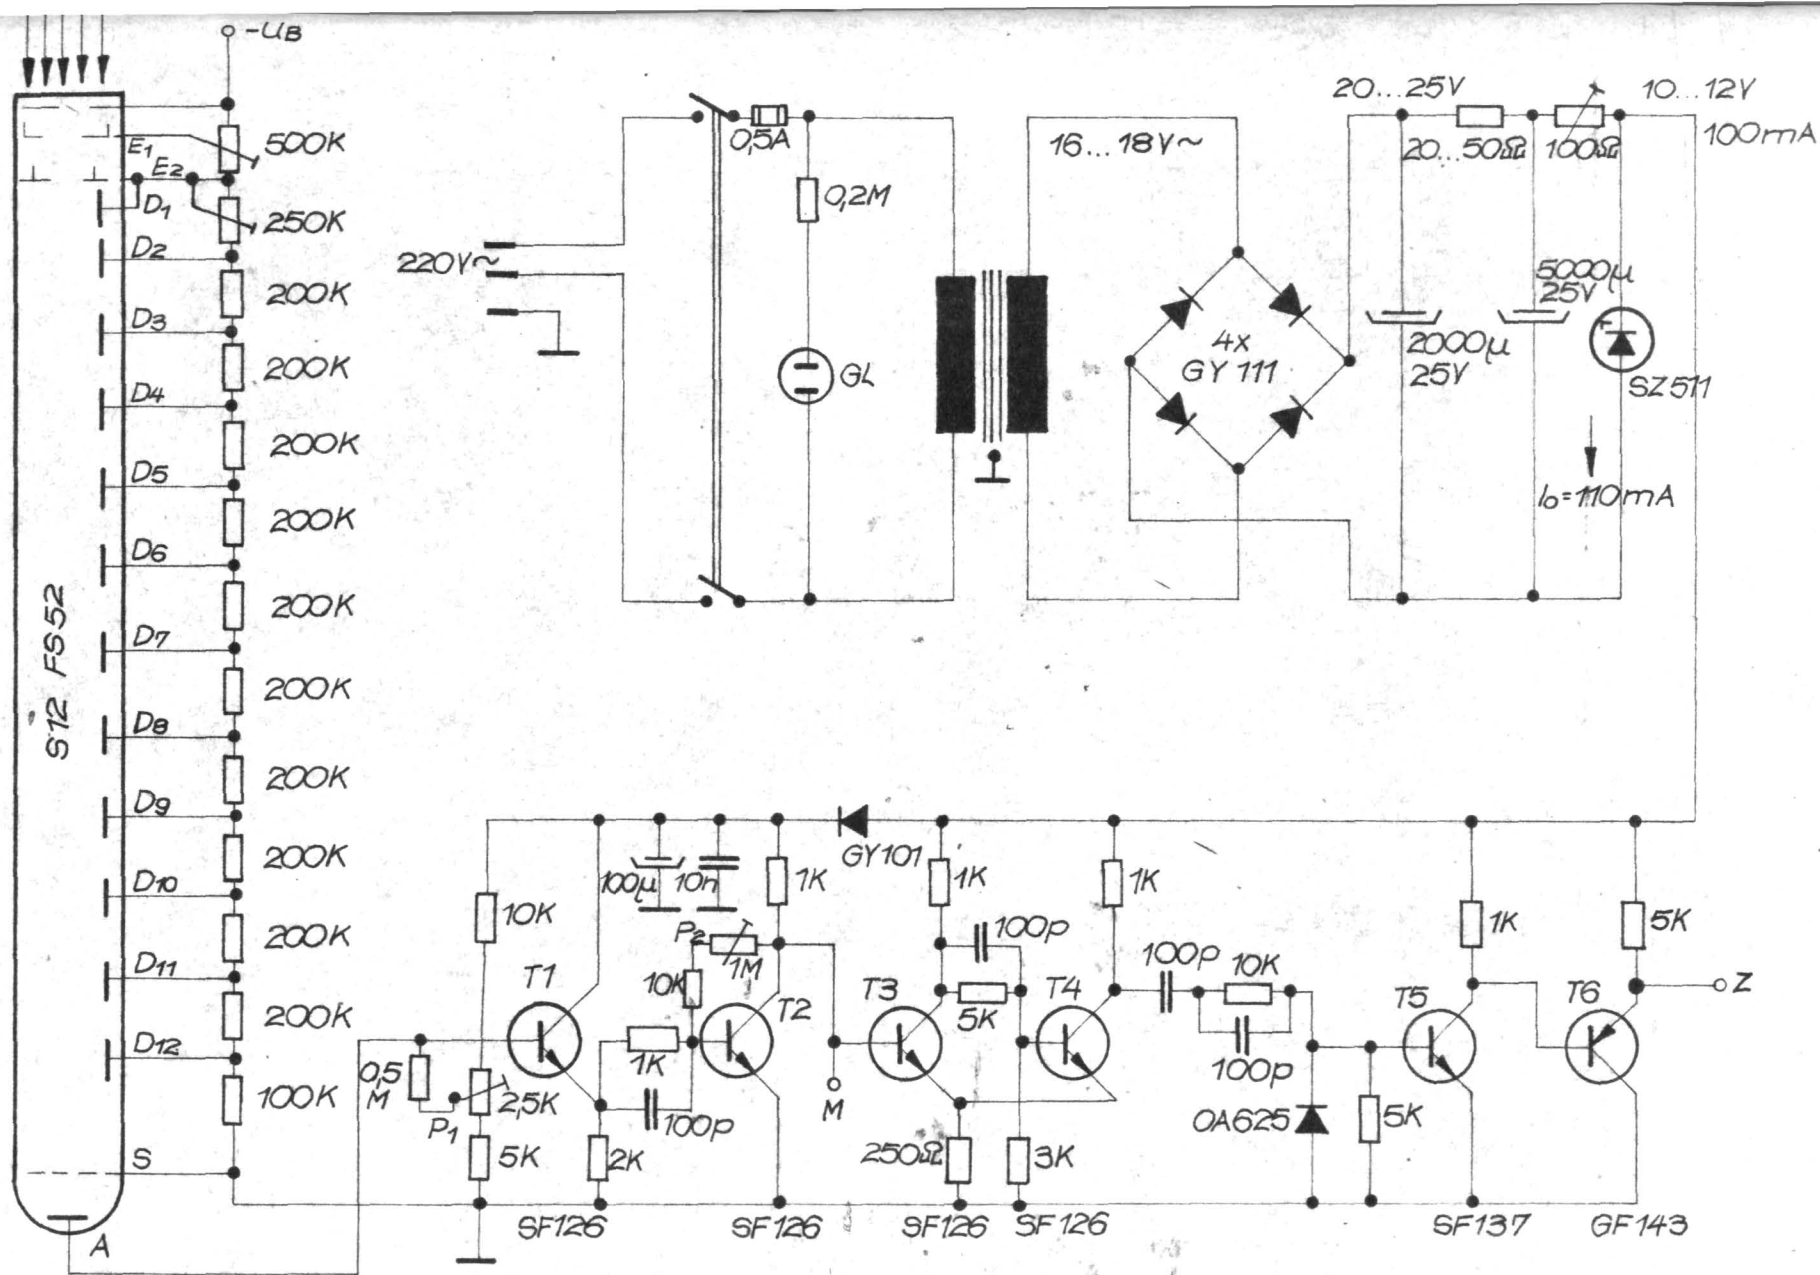 -UB
500K
E1
E2
D1
250K
D2
200K
D3
200K
D4
200K
D5
200K
D6
200K
D7
200K
D8
200K
D9
200K
D10
200K
D11
200K
D12
100K
S
A
S12 FS52
220V~
0,5A
0,2M
GL
16...18V~
4x
GY 111
20...25V
20...50Ω
100Ω
10...12V
100mA
2000µ
25V
5000µ
25V
SZ511
I0=110mA
10K
100µ
10n
1K
GY101
1K
1K
1K
5K
P2
1M
10K
100p
100p
10K
100p
T1
T2
T3
T4
T5
T6
5K
Z
0,5
M
P1
2,5K
5K
1K
100p
2K
M
250Ω
3K
OA625
5K
SF126
SF126
SF126
SF126
SF137
GF143